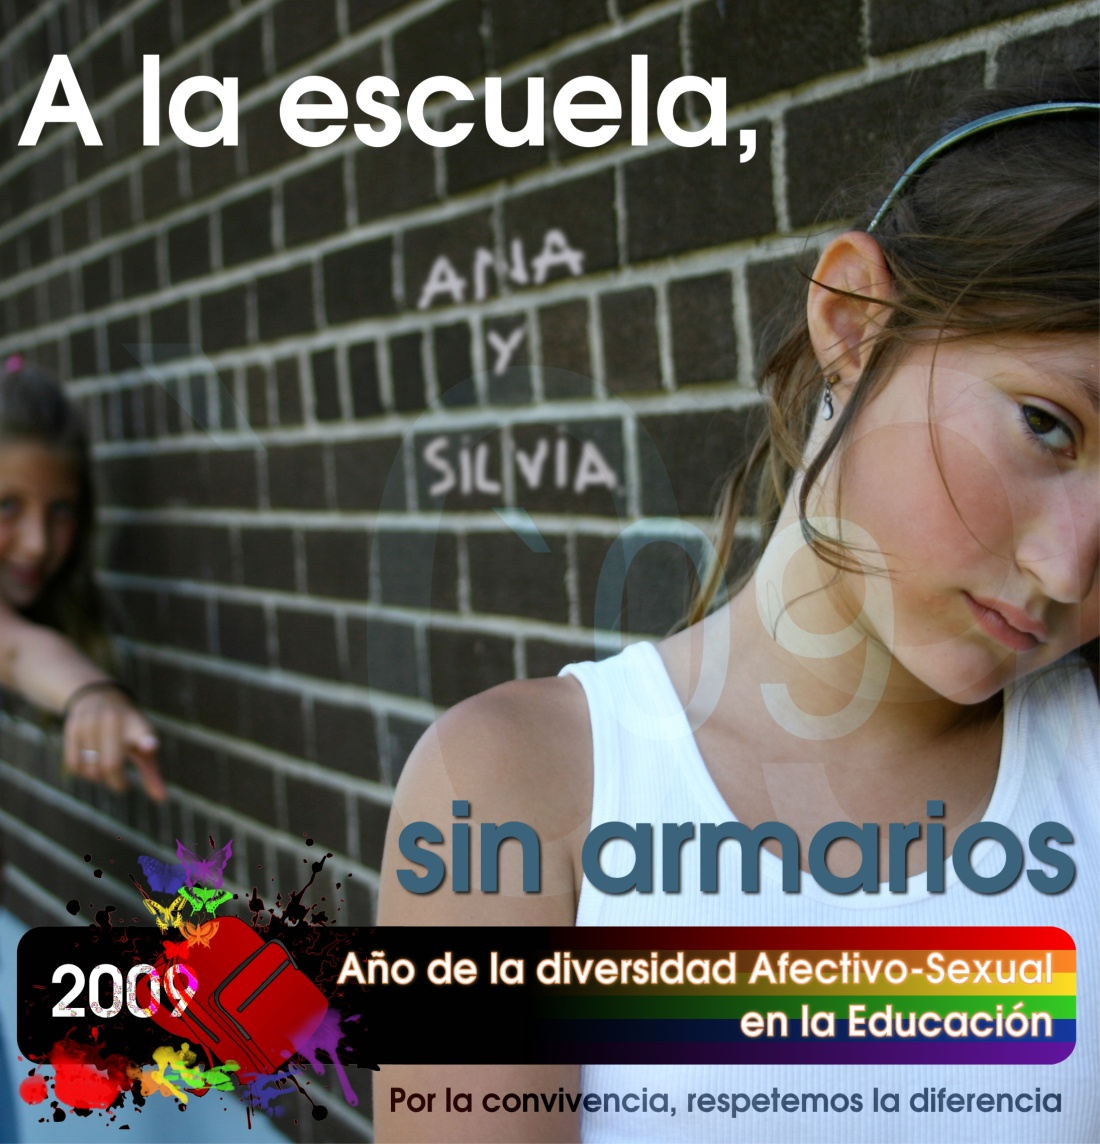 A la escuela,
ANA
Y
SILVIA
`09
sin armarios
2009
Año de la diversidad Afectivo-Sexual
en la Educación
Por la convivencia, respetemos la diferencia